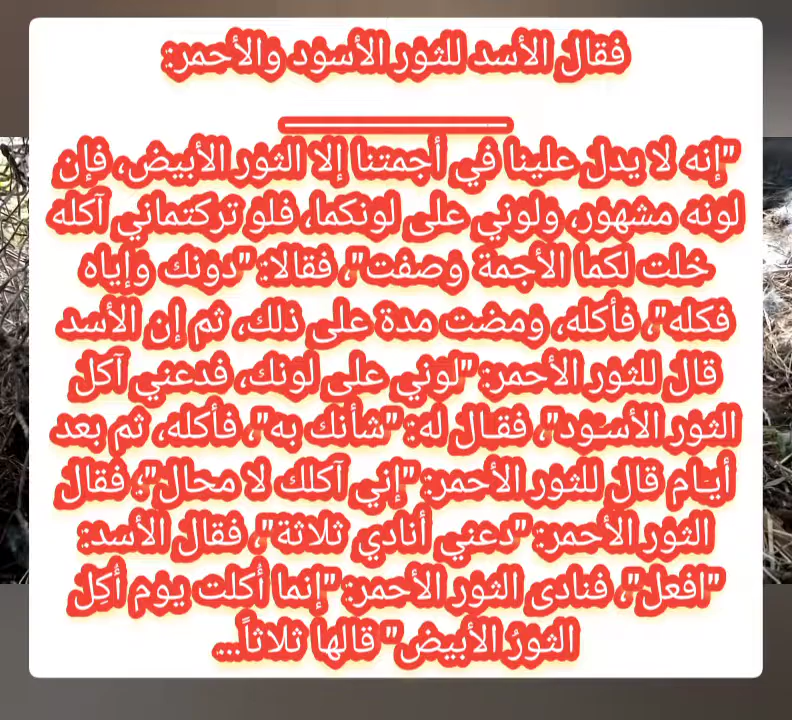 فقال الأسد للثور الأسود والأحمر:
"إنه لا يدل علينا في أجمتنا إلا الثور الأبيض، فإن
لونه مشهور، ولوني على لونكما، فلو تركتماني آكله
خلت لكما الأجمة وصفت"، فقالا: "دونك وإياه
فكله"، فأكله، ومضت مدة على ذلك، ثم إن الأسد
قال للثور الأحمر: "لوني على لونك، فدعني آكل
الثور الأسـود"، فقـال له: "شأنك به"، فأكله، ثم بعد
أيـام قال للثور الأحمر: "إني آكلك لا محال"، فقال
الثور الأحمر: "دعني أنادي ثلاثة"، فقال الأسد:
"افعل"، فنادى الثور الأحمر: "إنما أُكلت يوم أُكِل
الثورُ الأبيض" قالها ثلاثاً...